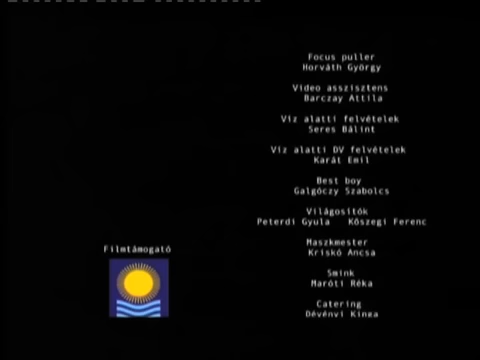 Focus puller
Horváth György
Video asszisztens
Barczay Attila
Víz alatti felvételek
Seres Bálint
Víz alatti DV felvételek
Karát Emil
Best boy
Galgóczy Szabolcs
Világosítók
Peterdi Gyula Kőszegi Ferenc
Maszkmester
Kriskó Ancsa
Smink
Maróti Réka
Catering
Dévényi Kinga
Filmtámogató